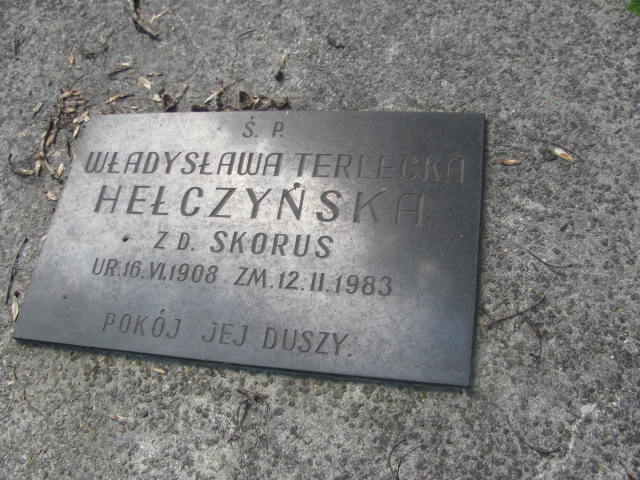 Ś. P.
WŁADYSŁAWA TERLECKA
HEŁCZYŃSKA
Z D. SKORUS
UR. 16. VI. 1908 ZM. 12. II. 1983
POKÓJ JEJ DUSZY.